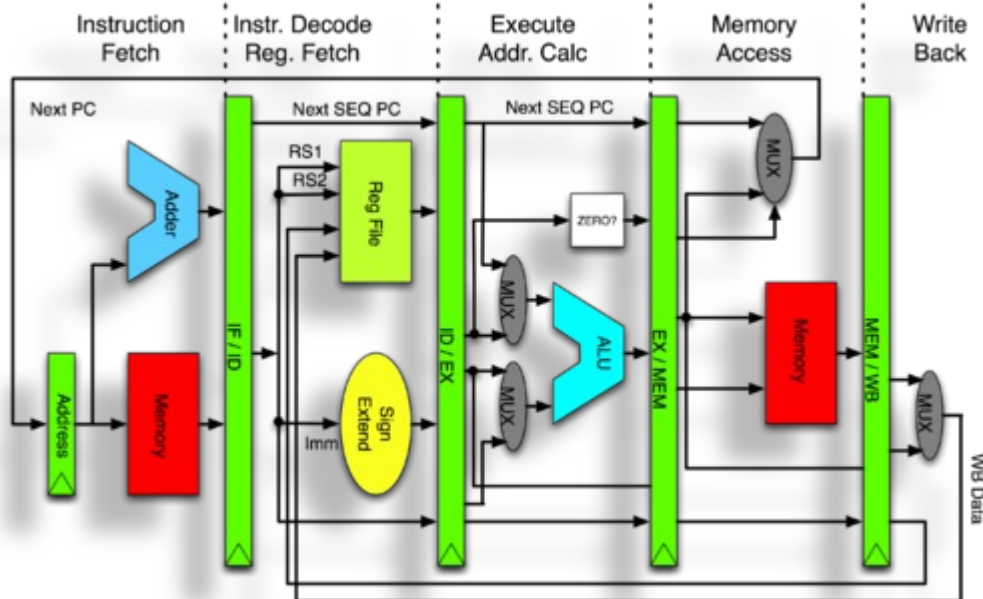 Instruction
Fetch
Instr. Decode
Reg. Fetch
Execute
Addr. Calc
Memory
Access
Write
Back
Next PC
Next SEQ PC
Next SEQ PC
RS1
RS2
Reg File
MUX
Adder
ZERO?
MUX
IF / ID
ID / EX
ALU
EX / MEM
Memory
MEM / WB
Address
Memory
Sign
Extend
Imm
MUX
MUX
WB Data